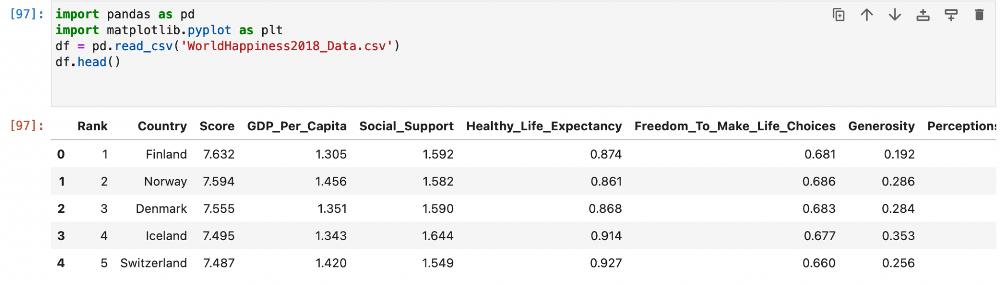 [97]: import pandas as pd
import matplotlib.pyplot as plt
df = pd.read_csv('WorldHappiness2018_Data.csv')
df.head()
[97]: Rank Country Score GDP_Per_Capita Social_Support Healthy_Life_Expectancy Freedom_To_Make_Life_Choices Generosity Perceptions
0 1 Finland 7.632 1.305 1.592 0.874 0.681 0.192
1 2 Norway 7.594 1.456 1.582 0.861 0.686 0.286
2 3 Denmark 7.555 1.351 1.590 0.868 0.683 0.284
3 4 Iceland 7.495 1.343 1.644 0.914 0.677 0.353
4 5 Switzerland 7.487 1.420 1.549 0.927 0.660 0.256